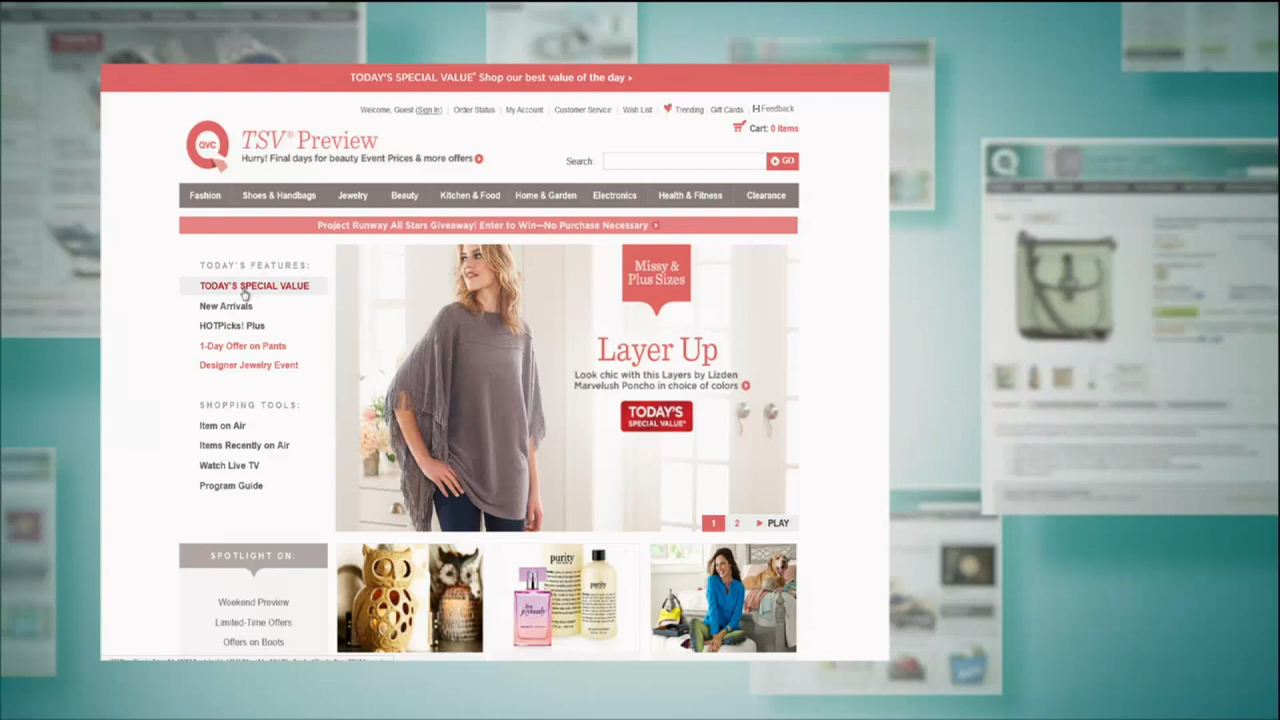 TODAY'S SPECIAL VALUE® Shop our best value of the day
Welcome, Guest (Sign In) | Order Status | My Account | Customer Service | Wish List | Trending | Gift Cards | Feedback
Cart: 0 Items
QVC
TSV® Preview
Hurry! Final days for beauty Event Prices & more offers
Search:
GO
Fashion Shoes & Handbags Jewelry Beauty Kitchen & Food Home & Garden Electronics Health & Fitness Clearance
Project Runway All Stars Giveaway! Enter to Win—No Purchase Necessary
TODAY'S FEATURES:
TODAY'S SPECIAL VALUE
New Arrivals
HOTPicks! Plus
1-Day Offer on Pants
Designer Jewelry Event
SHOPPING TOOLS:
Item on Air
Items Recently on Air
Watch Live TV
Program Guide
Missy &
Plus Sizes
Layer Up
Look chic with this Layers by Lizden
Marvelush Poncho in choice of colors
TODAY'S
SPECIAL VALUE®
1 2 PLAY
SPOTLIGHT ON:
Weekend Preview
Limited-Time Offers
Offers on Boots
purity
purity
live
joyously